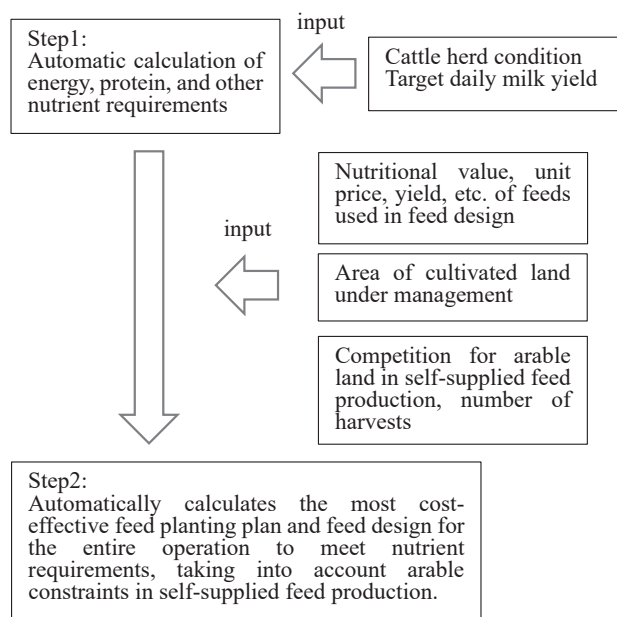 input
Step1:
Automatic calculation of
energy, protein, and other
nutrient requirements
Cattle herd condition
Target daily milk yield
Nutritional value, unit
price, yield, etc. of feeds
used in feed design
input
Area of cultivated land
under management
Competition for arable
land in self-supplied feed
production, number of
harvests
Step2:
Automatically calculates the most cost-
effective feed planting plan and feed design for
the entire operation to meet nutrient
requirements, taking into account arable
constraints in self-supplied feed production.